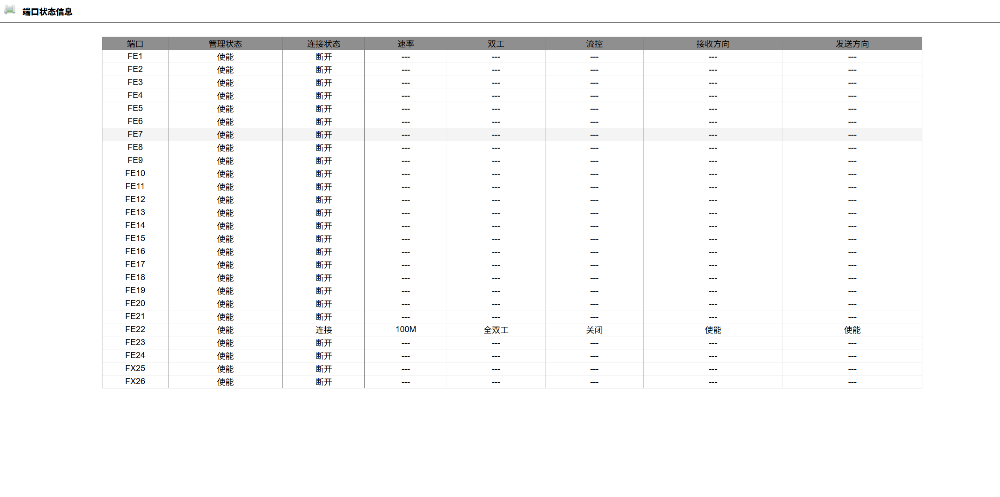 端口状态信息
端口 管理状态 连接状态 速率 双工 流控 接收方向 发送方向
FE1 使能 断开 --- --- --- --- ---
FE2 使能 断开 --- --- --- --- ---
FE3 使能 断开 --- --- --- --- ---
FE4 使能 断开 --- --- --- --- ---
FE5 使能 断开 --- --- --- --- ---
FE6 使能 断开 --- --- --- --- ---
FE7 使能 断开 --- --- --- --- ---
FE8 使能 断开 --- --- --- --- ---
FE9 使能 断开 --- --- --- --- ---
FE10 使能 断开 --- --- --- --- ---
FE11 使能 断开 --- --- --- --- ---
FE12 使能 断开 --- --- --- --- ---
FE13 使能 断开 --- --- --- --- ---
FE14 使能 断开 --- --- --- --- ---
FE15 使能 断开 --- --- --- --- ---
FE16 使能 断开 --- --- --- --- ---
FE17 使能 断开 --- --- --- --- ---
FE18 使能 断开 --- --- --- --- ---
FE19 使能 断开 --- --- --- --- ---
FE20 使能 断开 --- --- --- --- ---
FE21 使能 断开 --- --- --- --- ---
FE22 使能 连接 100M 全双工 关闭 使能 使能
FE23 使能 断开 --- --- --- --- ---
FE24 使能 断开 --- --- --- --- ---
FX25 使能 断开 --- --- --- --- ---
FX26 使能 断开 --- --- --- --- ---